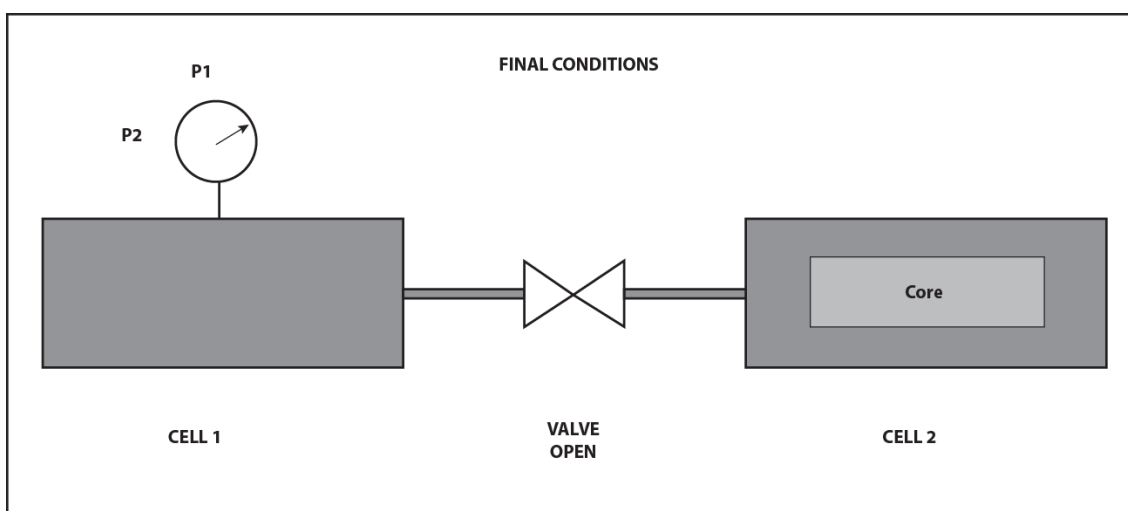 P1
FINAL CONDITIONS
P2
Core
CELL 1
VALVE
OPEN
CELL 2